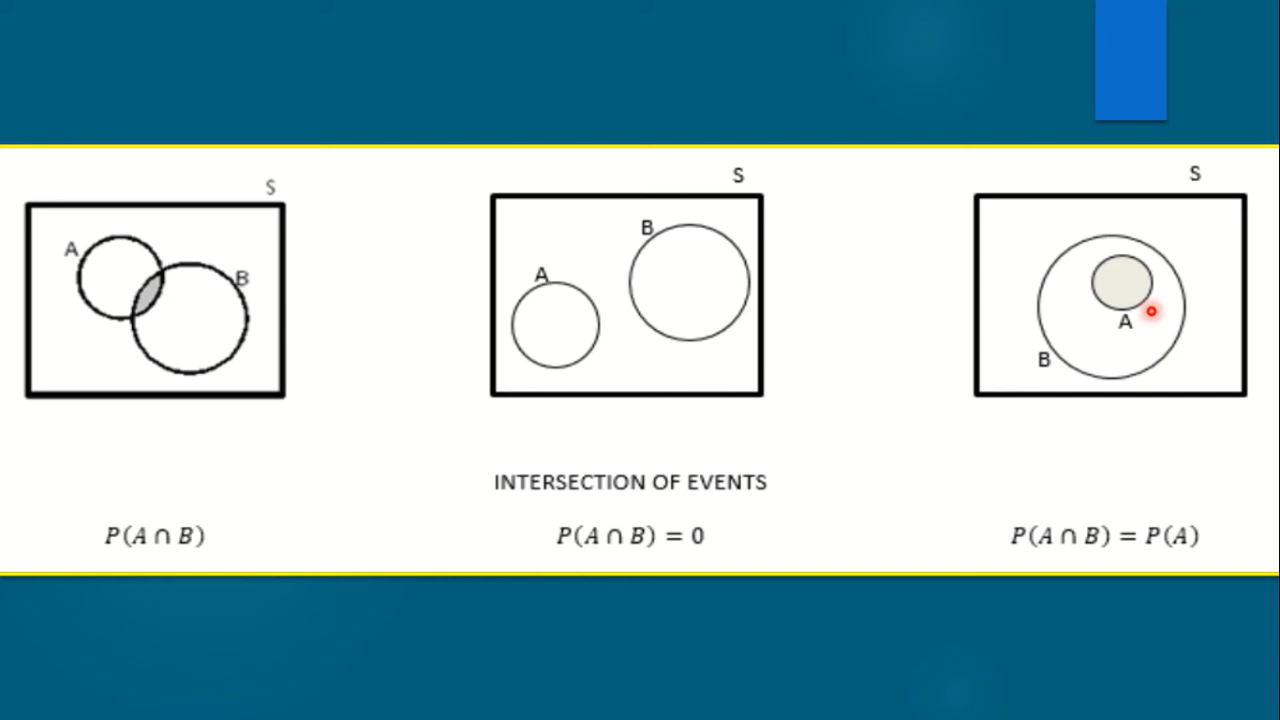 S
A
B
S
A
B
S
A
B
INTERSECTION OF EVENTS
P(A ∩ B)
P(A ∩ B) = 0
P(A ∩ B) = P(A)